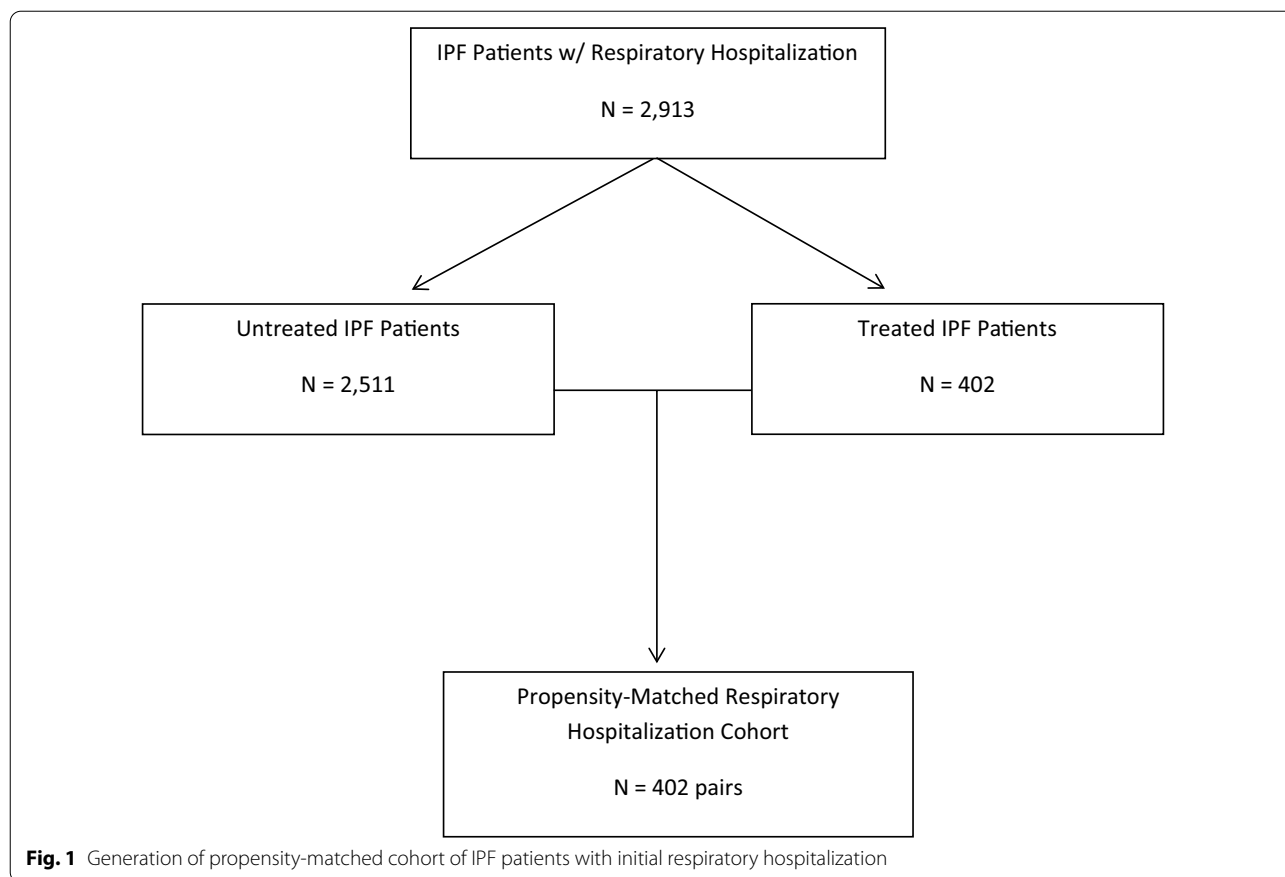 IPF Patients w/ Respiratory Hospitalization
N = 2,913
Untreated IPF Patients
N = 2,511
Treated IPF Patients
N = 402
Propensity-Matched Respiratory
Hospitalization Cohort
N = 402 pairs
Fig. 1 Generation of propensity-matched cohort of IPF patients with initial respiratory hospitalization